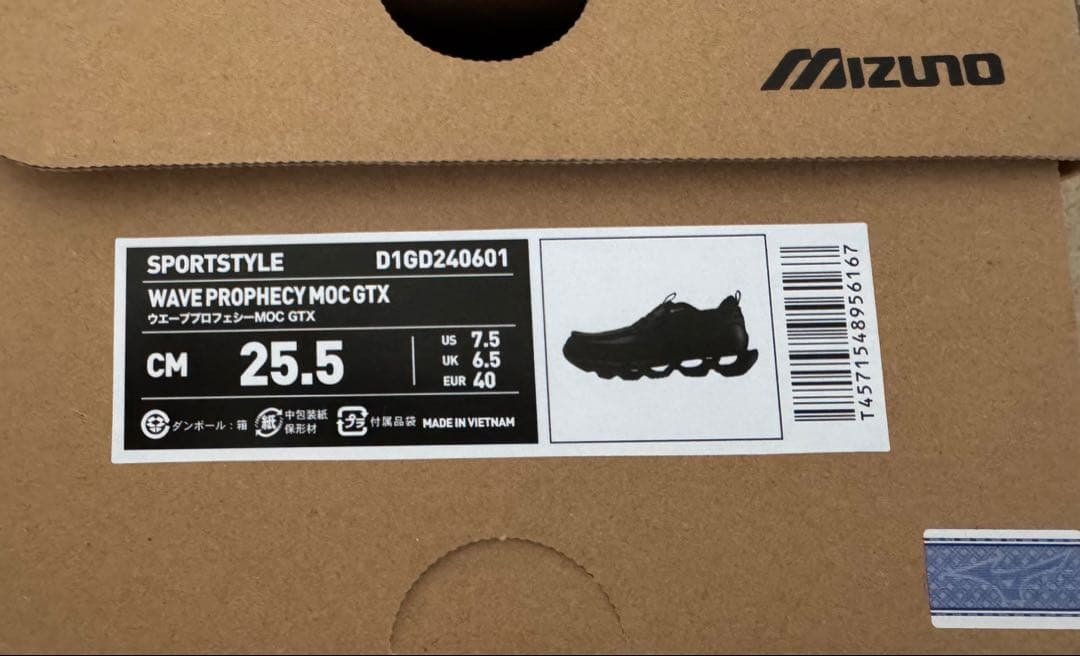 MIZUNO
SPORTSTYLE D1GD240601
WAVE PROPHECY MOC GTX
ウエーブプロフェシーMOC GTX
CM 25.5
US 7.5
UK 6.5
EUR 40
ダンボール：箱 紙 中包装紙 保形材 プラ 付属品袋 MADE IN VIETNAM
T4571548956167